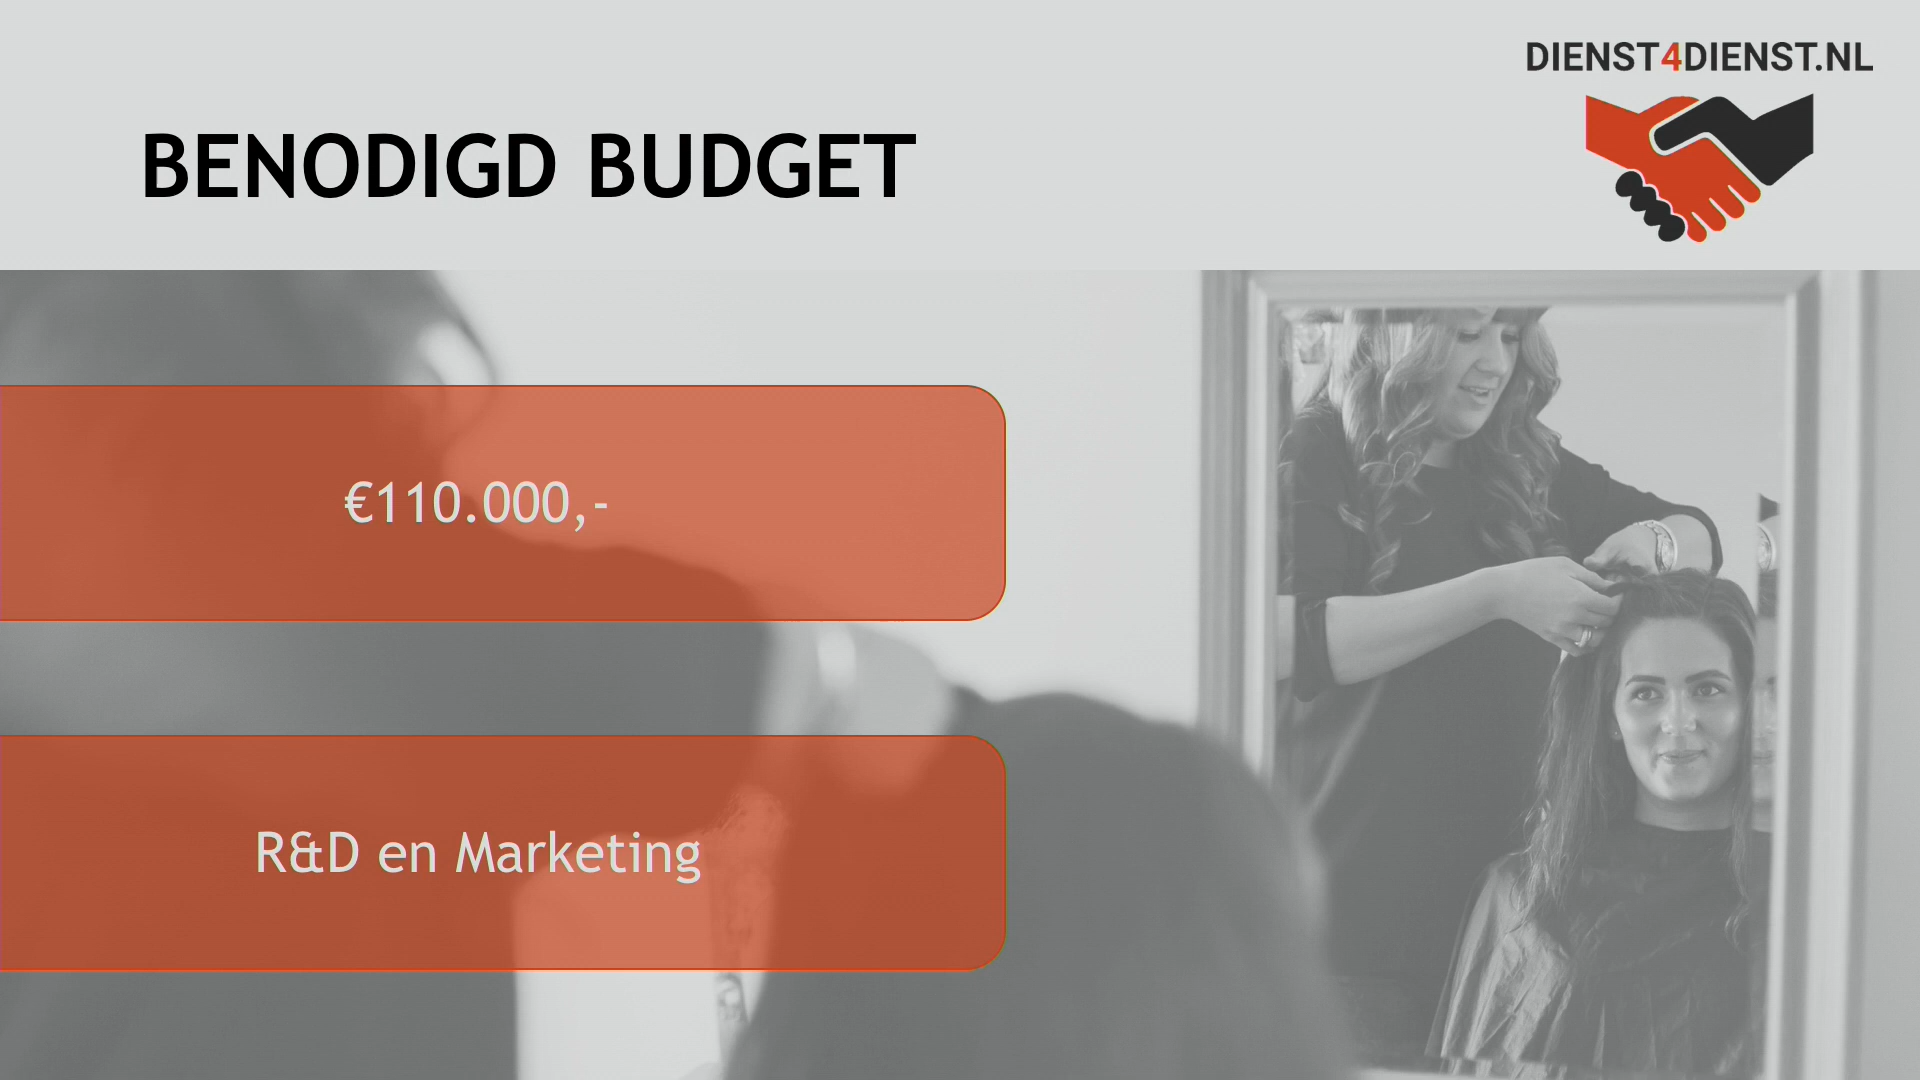 DIENST4DIENST.NL
BENODIGD BUDGET
€110.000,-
R&D en Marketing